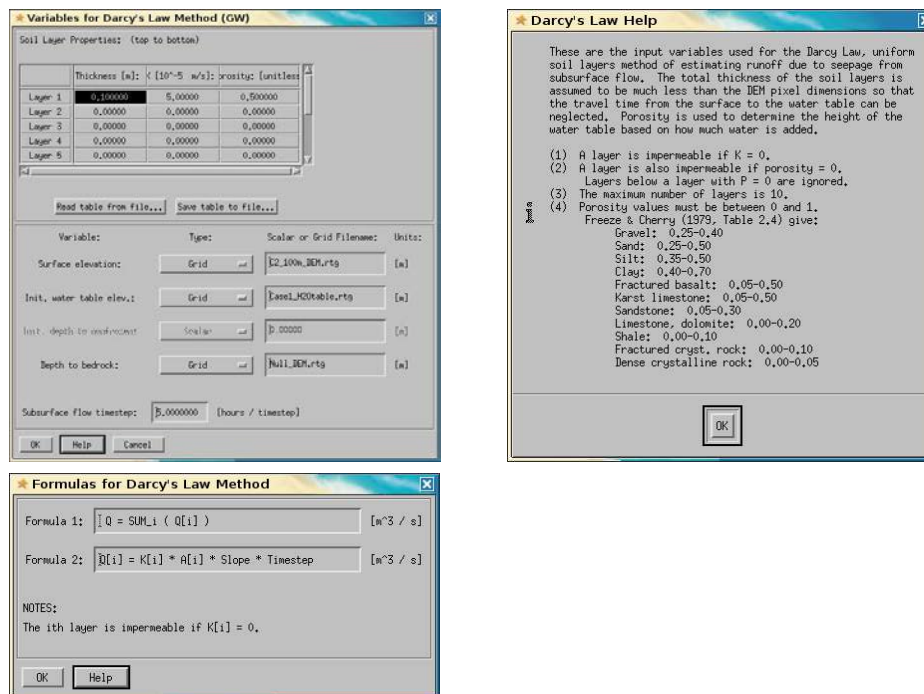 Variables for Darcy's Law Method (GW)
Soil Layer Properties: (top to bottom)
Thickness [m]: [10^-5 m/s]: orosity: [unitless
Layer 1 0.100000 5.00000 0.500000
Layer 2 0.00000 0.00000 0.00000
Layer 3 0.00000 0.00000 0.00000
Layer 4 0.00000 0.00000 0.00000
Layer 5 0.00000 0.00000 0.00000
Read table from file... Save table to file...
Variable: Type: Scalar or Grid Filename: Units:
Surface elevation: Grid C2_100m_DEM.rtg [m]
Init. water table elev.: Grid Case1_H2Otable.rtg [m]
Init. depth to Scalar 0.00000 [m]
Depth to bedrock: Grid Null_DEM.rtg [m]
Subsurface flow timestep: 5.0000000 [hours / timestep]
OK Help Cancel
Darcy's Law Help
These are the input variables used for the Darcy Law, uniform
soil layers method of estimating runoff due to seepage from
subsurface flow. The total thickness of the soil layers is
assumed to be much less than the DEM pixel dimensions so that
the travel time from the surface to the water table can be
neglected. Porosity is used to determine the height of the
water table based on how much water is added.
(1) A layer is impermeable if K = 0.
(2) A layer is also impermeable if porosity = 0.
Layers below a layer with P = 0 are ignored.
(3) The maximum number of layers is 10.
(4) Porosity values must be between 0 and 1.
Freeze & Cherry (1979, Table 2.4) give:
Gravel: 0.25-0.40
Sand: 0.25-0.50
Silt: 0.35-0.50
Clay: 0.40-0.70
Fractured basalt: 0.05-0.50
Karst limestone: 0.05-0.50
Sandstone: 0.05-0.30
Limestone, dolomite: 0.00-0.20
Shale: 0.00-0.10
Fractured cryst. rock: 0.00-0.10
Dense crystalline rock: 0.00-0.05
OK
Formulas for Darcy's Law Method
Formula 1: Q = SUM_i ( Q[i] ) [m^3 / s]
Formula 2: Q[i] = K[i] * A[i] * Slope * Timestep [m^3 / s]
NOTES:
The ith layer is impermeable if K[i] = 0.
OK Help